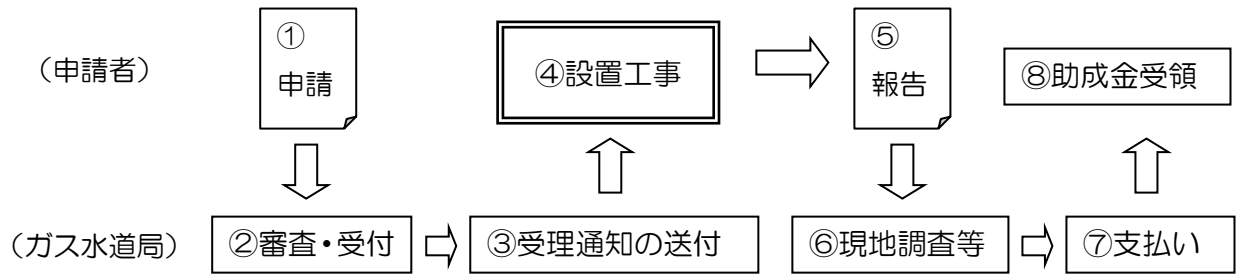 （申請者）
①
申請
④設置工事
⑤
報告
⑧助成金受領
（ガス水道局）
②審査・受付
③受理通知の送付
⑥現地調査等
⑦支払い